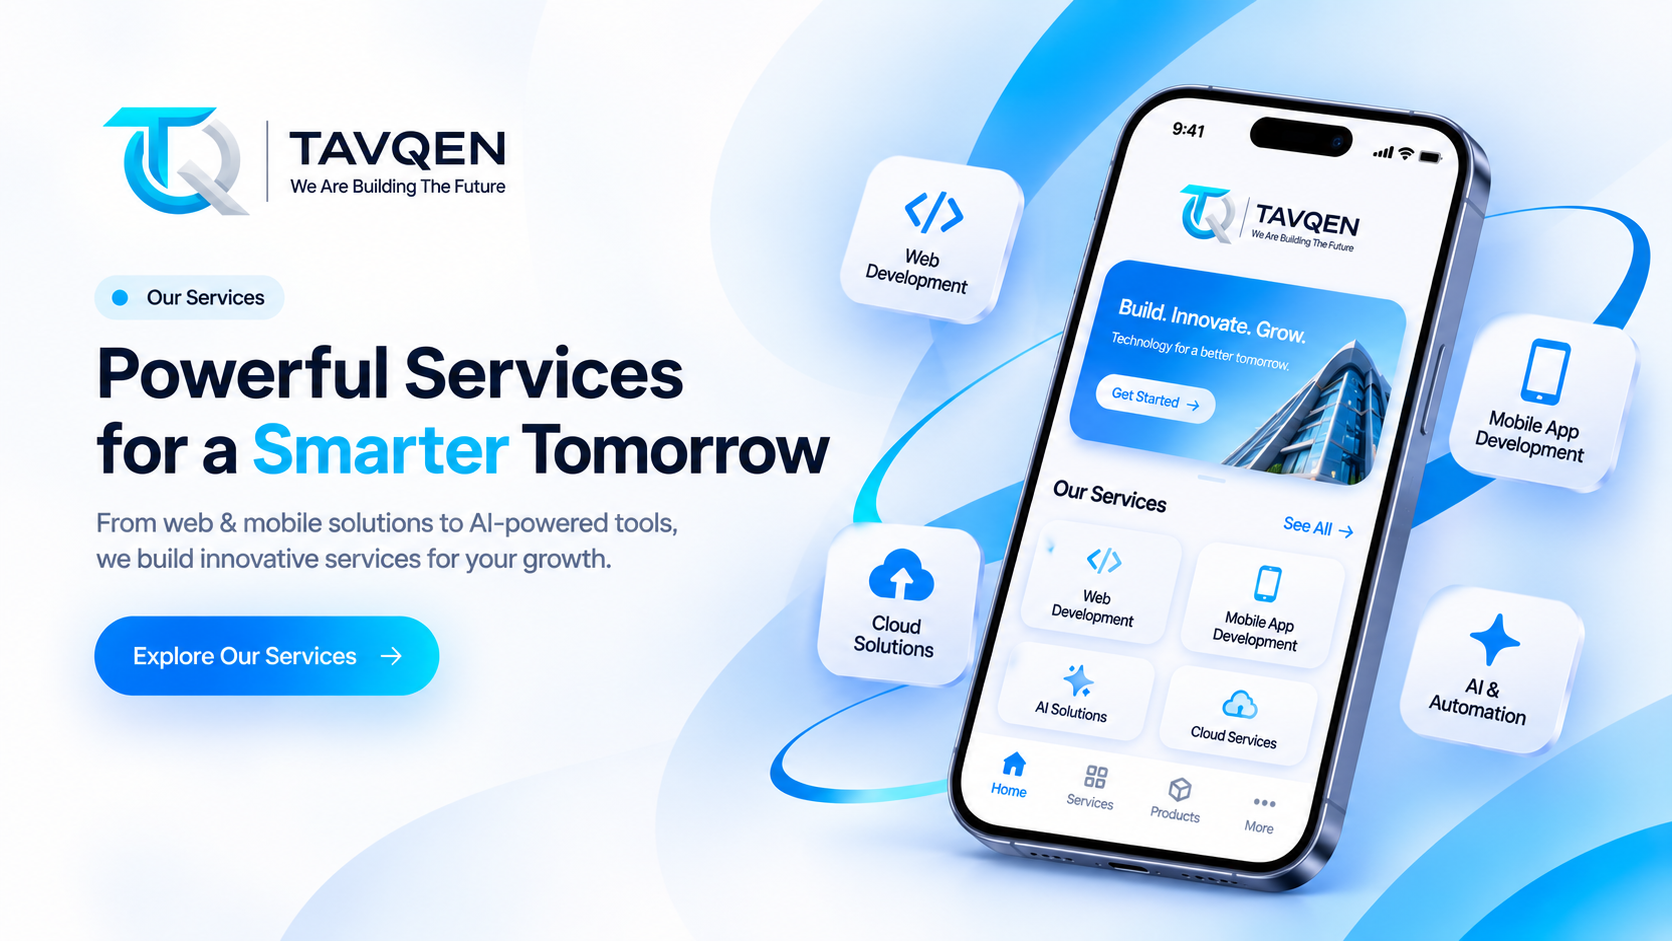 TQ
TAVQEN
We Are Building The Future
Our Services
Powerful Services
for a Smarter Tomorrow
From web & mobile solutions to AI-powered tools,
we build innovative services for your growth.
Explore Our Services →
</> Web
Development
Cloud
Solutions
9:41
TQ
TAVQEN
We Are Building The Future
Build. Innovate. Grow.
Technology for a better tomorrow.
Get Started →
Our Services
See All →
</>
Web
Development
Mobile App
Development
AI Solutions
Cloud Services
Home
Services
Products
More
Mobile App
Development
AI &
Automation